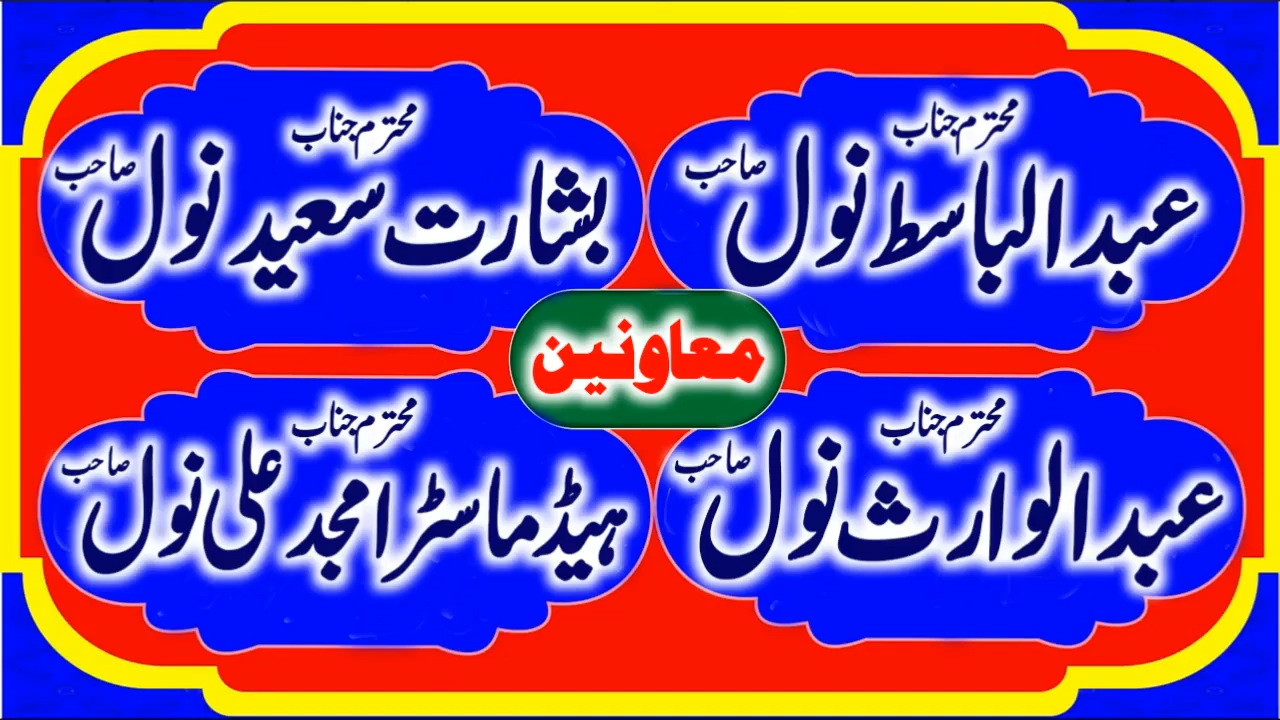 محترم جناب
عبدالباسط نول صاحب
محترم جناب
بشارت سعید نول صاحب
معاونین
محترم جناب
عبدالوارث نول صاحب
محترم جناب
ہیڈ ماسٹر امجد علی نول صاحب